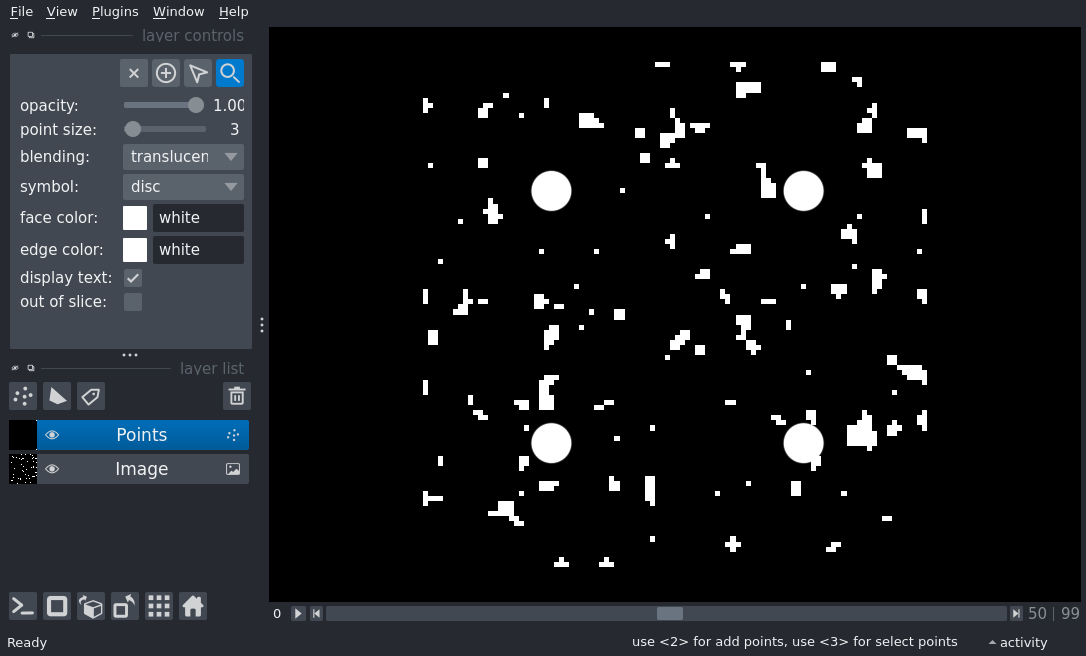 File View Plugins Window Help
layer controls
opacity: 1.00
point size: 3
blending: translucen
symbol: disc
face color: white
edge color: white
display text:
out of slice:
layer list
Points
Image
0 50 | 99
Ready use <2> for add points, use <3> for select points activity